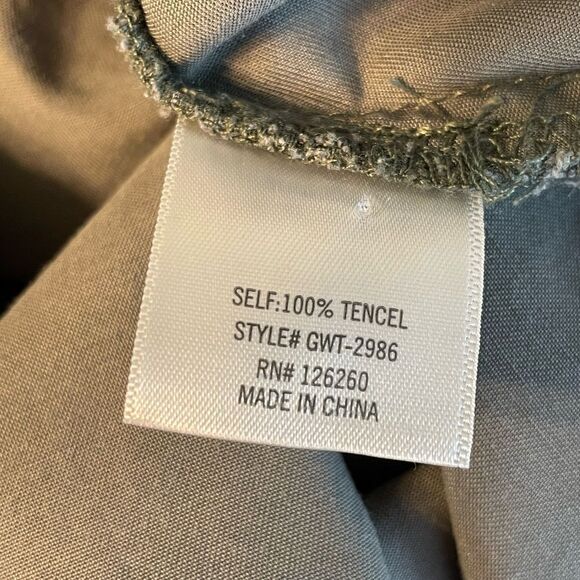 SELF:100% TENCEL
STYLE# GWT-2986
RN# 126260
MADE IN CHINA